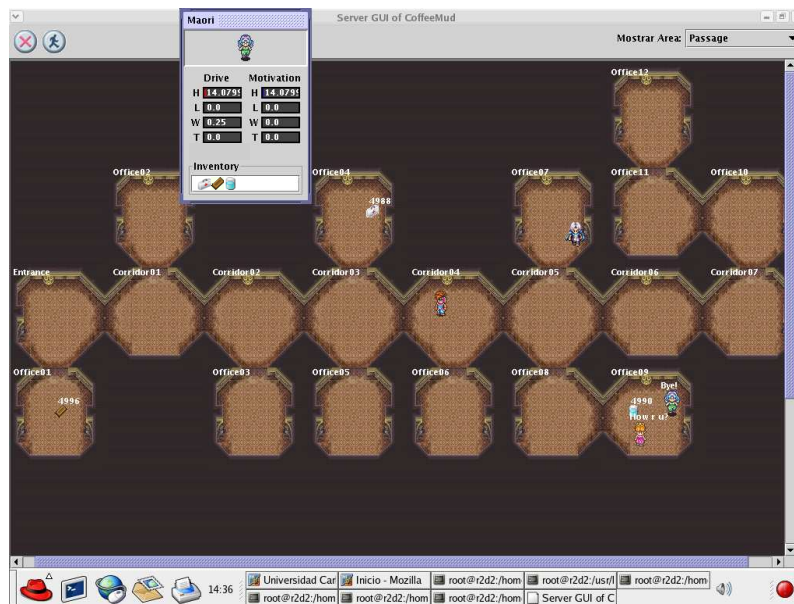 Server GUI of CoffeeMud
Mostrar Area: Passage
Maori
Drive Motivation
H 14.0799 H 14.0799
L 0.0 L 0.0
W 0.25 W 0.0
T 0.0 T 0.0
Inventory
Office12
Office02
Office04
Office07
Office11
Office10
4988
Entrance
Corridor01
Corridor02
Corridor03
Corridor04
Corridor05
Corridor06
Corridor07
Office01
Office03
Office05
Office06
Office08
Office09
Bye!
4996
4990
How r u?
14:36
Universidad Car
Inicio - Mozilla
root@r2d2:/hom
root@r2d2:/usr/l
root@r2d2:/hom
root@r2d2:/hom
root@r2d2:/hom
root@r2d2:/hom
Server GUI of C